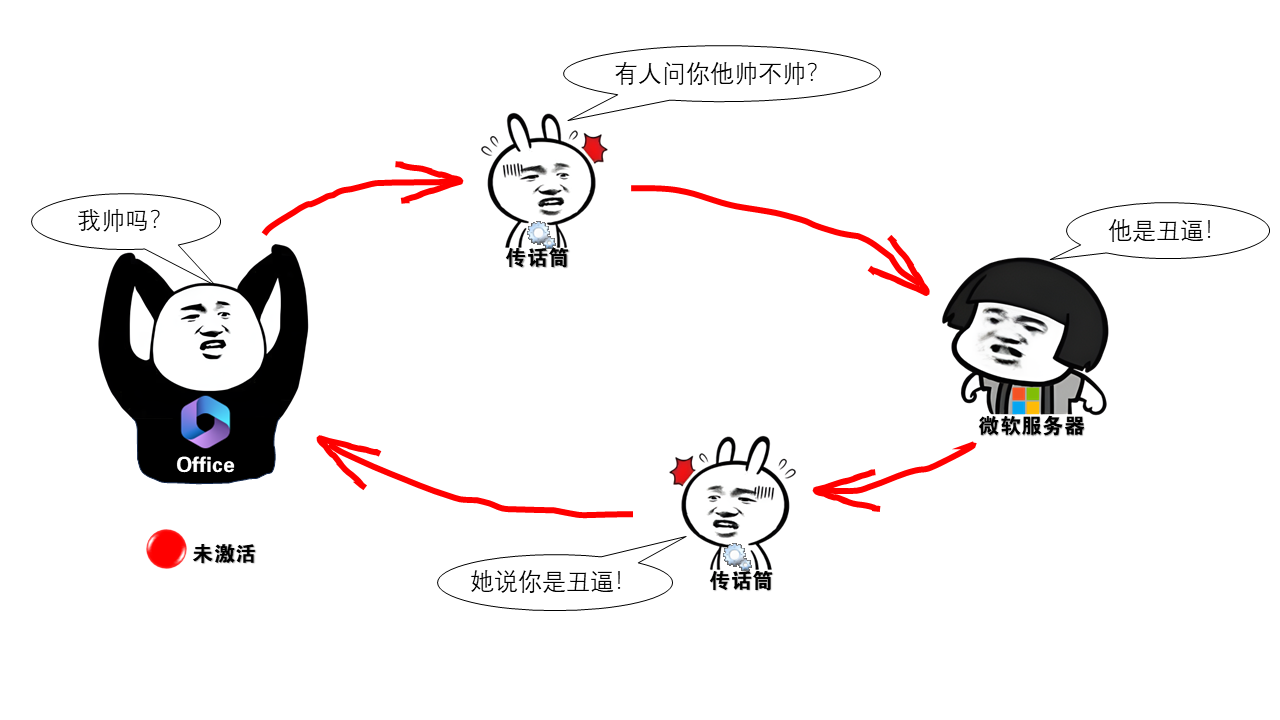 有人问你他帅不帅?
我帅吗?
他是丑逼!
传话筒
微软服务器
Office
她说你是丑逼!
传话筒
未激活